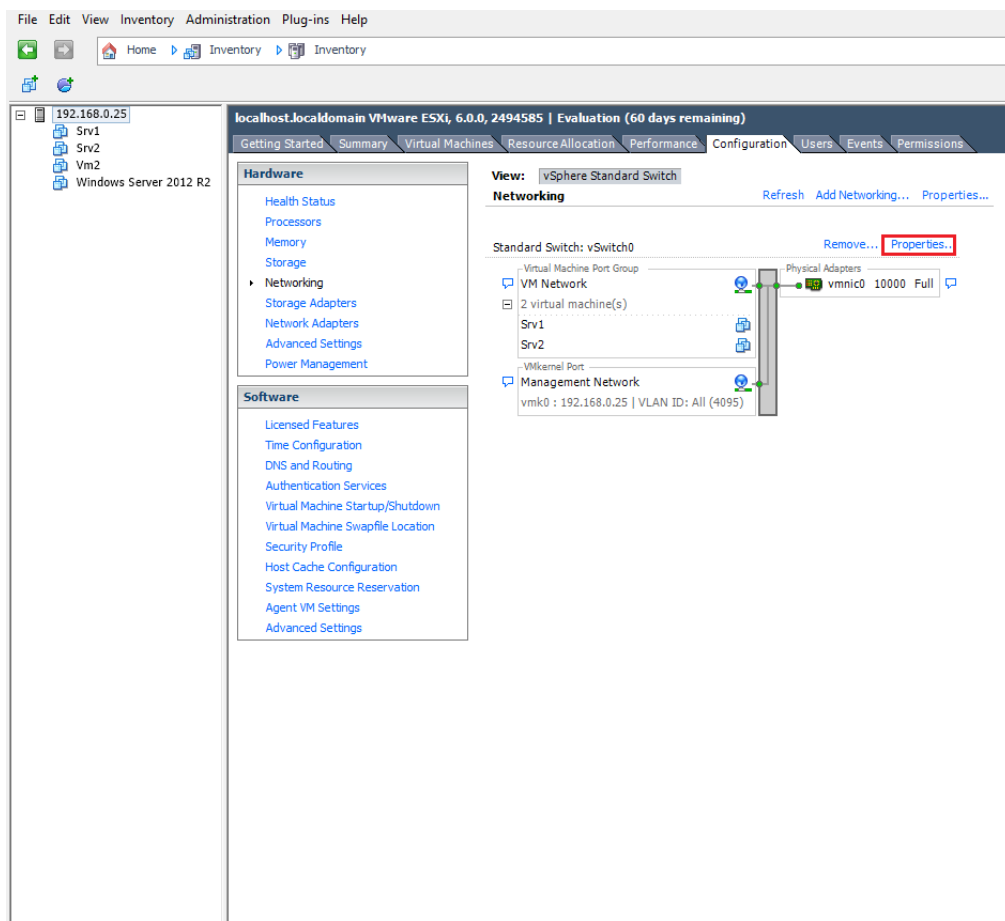 File Edit View Inventory Administration Plug-ins Help
Home Inventory Inventory
192.168.0.25
Srv1
Srv2
Vm2
Windows Server 2012 R2
localhost.localdomain VMware ESXi, 6.0.0, 2494585 | Evaluation (60 days remaining)
Getting Started Summary Virtual Machines Resource Allocation Performance Configuration Users Events Permissions
Hardware
Health Status
Processors
Memory
Storage
Networking
Storage Adapters
Network Adapters
Advanced Settings
Power Management
Software
Licensed Features
Time Configuration
DNS and Routing
Authentication Services
Virtual Machine Startup/Shutdown
Virtual Machine Swapfile Location
Security Profile
Host Cache Configuration
System Resource Reservation
Agent VM Settings
Advanced Settings
View: vSphere Standard Switch
Networking Refresh Add Networking... Properties...
Standard Switch: vSwitch0 Remove... Properties..
Virtual Machine Port Group
VM Network
2 virtual machine(s)
Srv1
Srv2
VMkernel Port
Management Network
vmk0 : 192.168.0.25 | VLAN ID: All (4095)
Physical Adapters
vmnic0 10000 Full